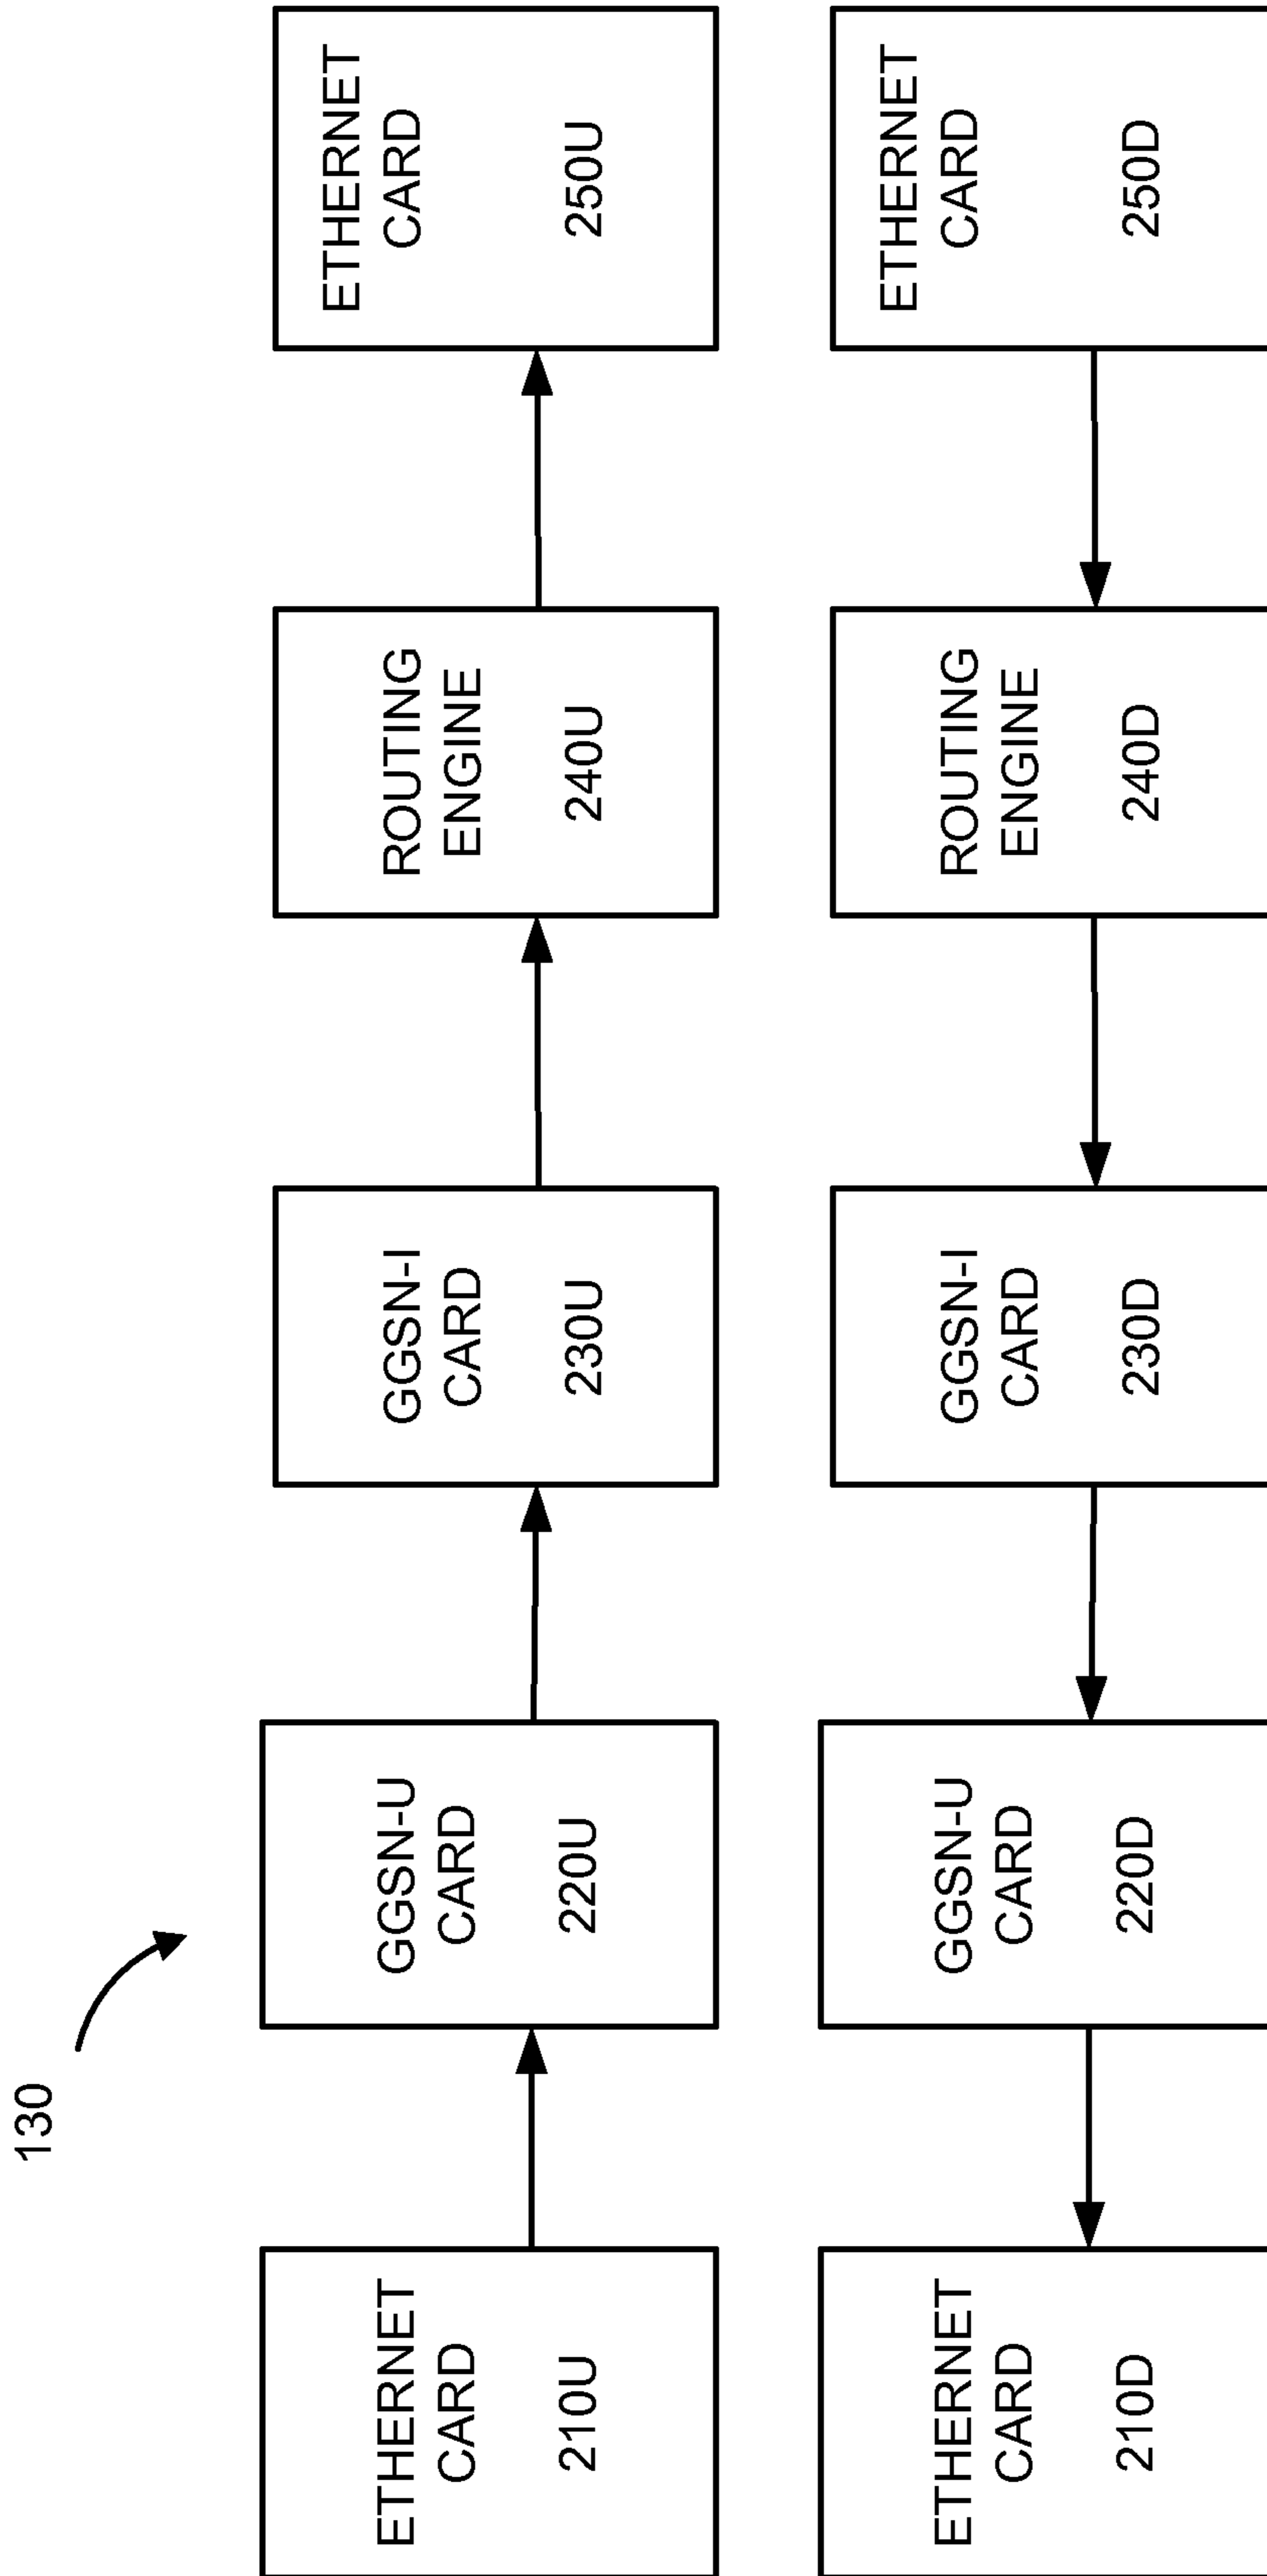 130
ETHERNET
CARD
210U
GGSN-U
CARD
220U
GGSN-I
CARD
230U
ROUTING
ENGINE
240U
ETHERNET
CARD
250U
ETHERNET
CARD
210D
GGSN-U
CARD
220D
GGSN-I
CARD
230D
ROUTING
ENGINE
240D
ETHERNET
CARD
250D